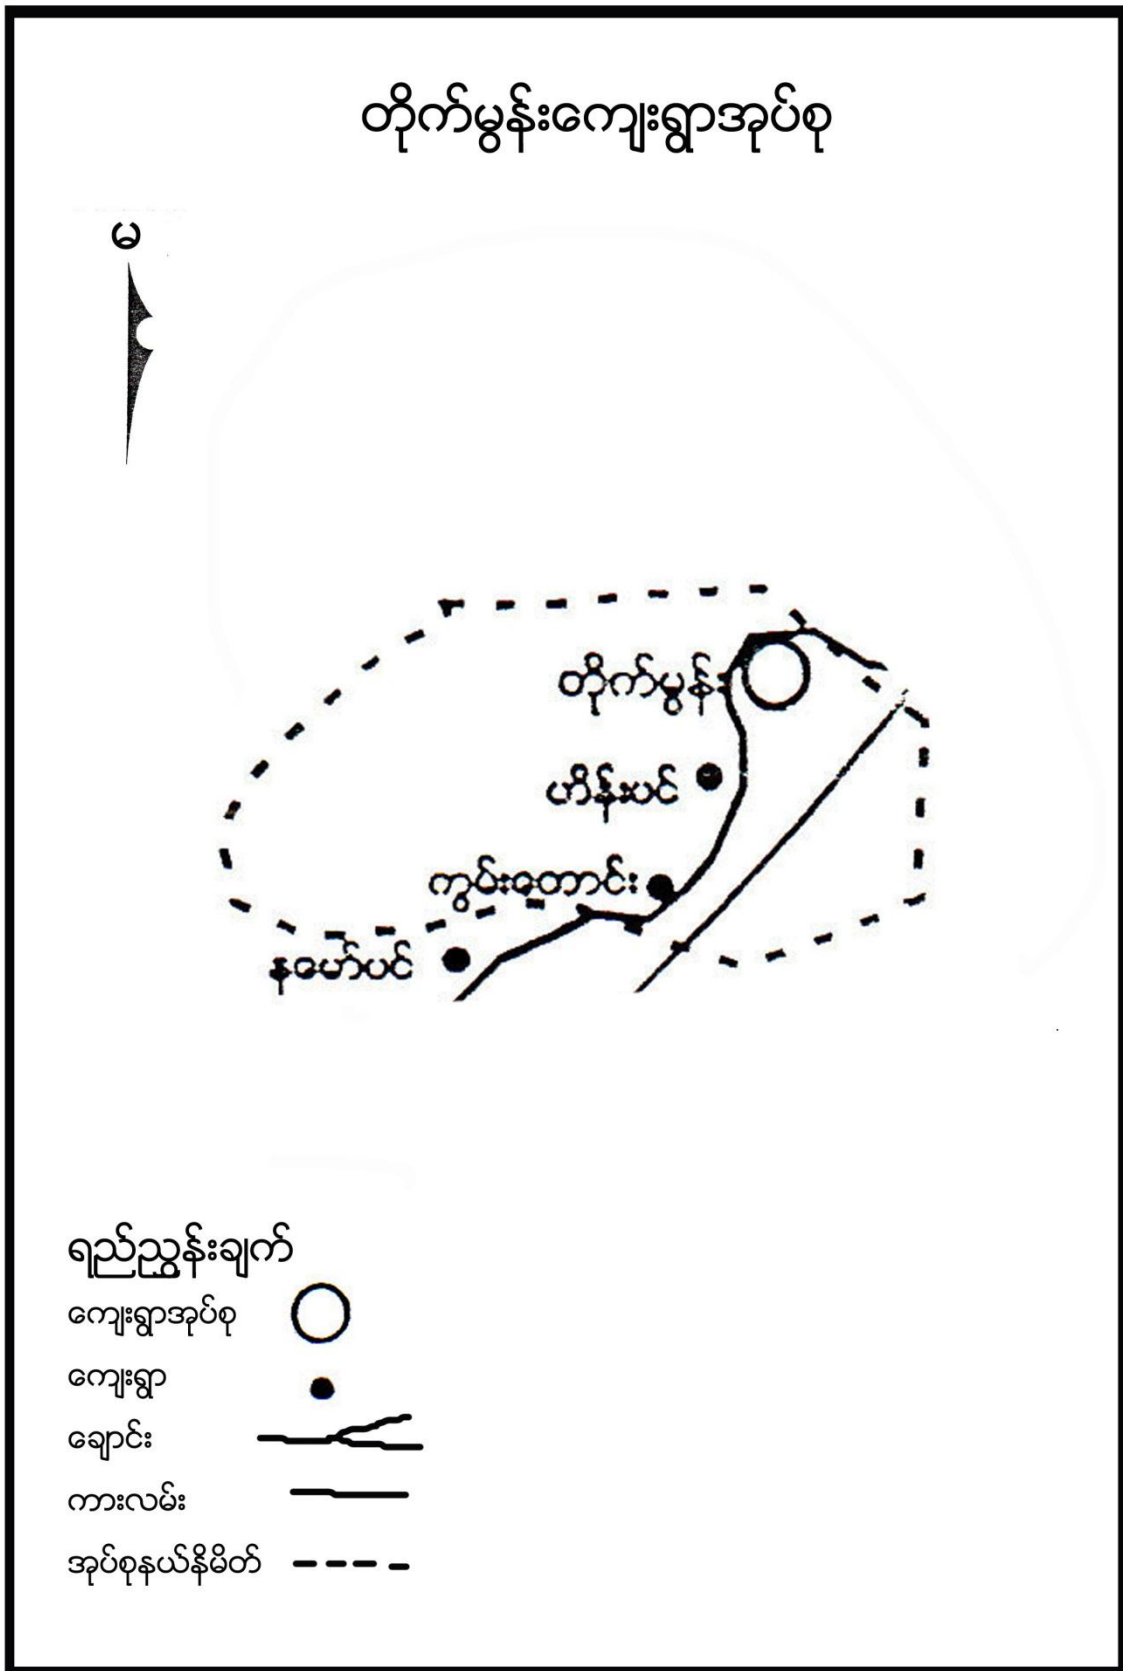 တိုက်မွန်းကျေးရွာအုပ်စု
မ
တိုက်မွန်း
ဟိန်းပင်
ကွမ်းတောင်း
နမော်ပင်
ရည်ညွှန်းချက်
ကျေးရွာအုပ်စု
ကျေးရွာ
ချောင်း
ကားလမ်း
အုပ်စုနယ်နိမိတ်